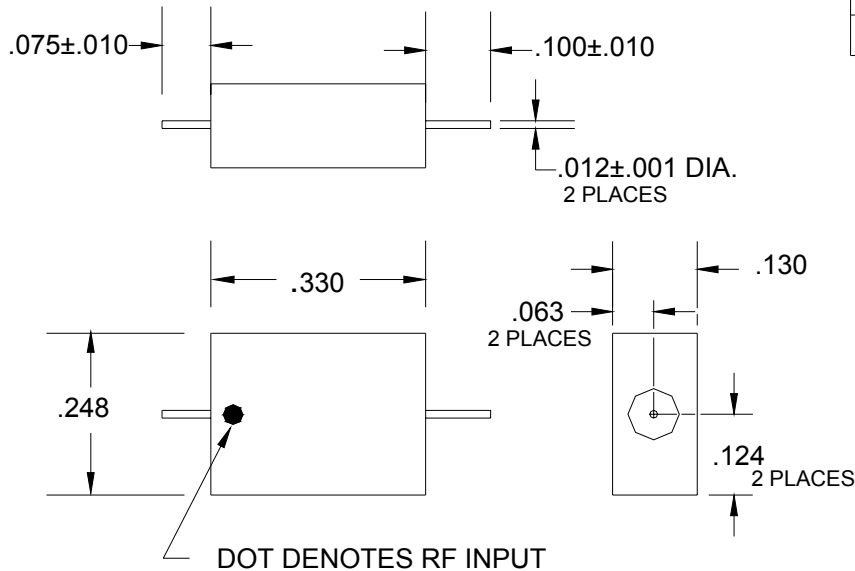 .075±.010
.100±.010
.012±.001 DIA.
2 PLACES
.330
.130
.063
2 PLACES
.248
.124
2 PLACES
DOT DENOTES RF INPUT